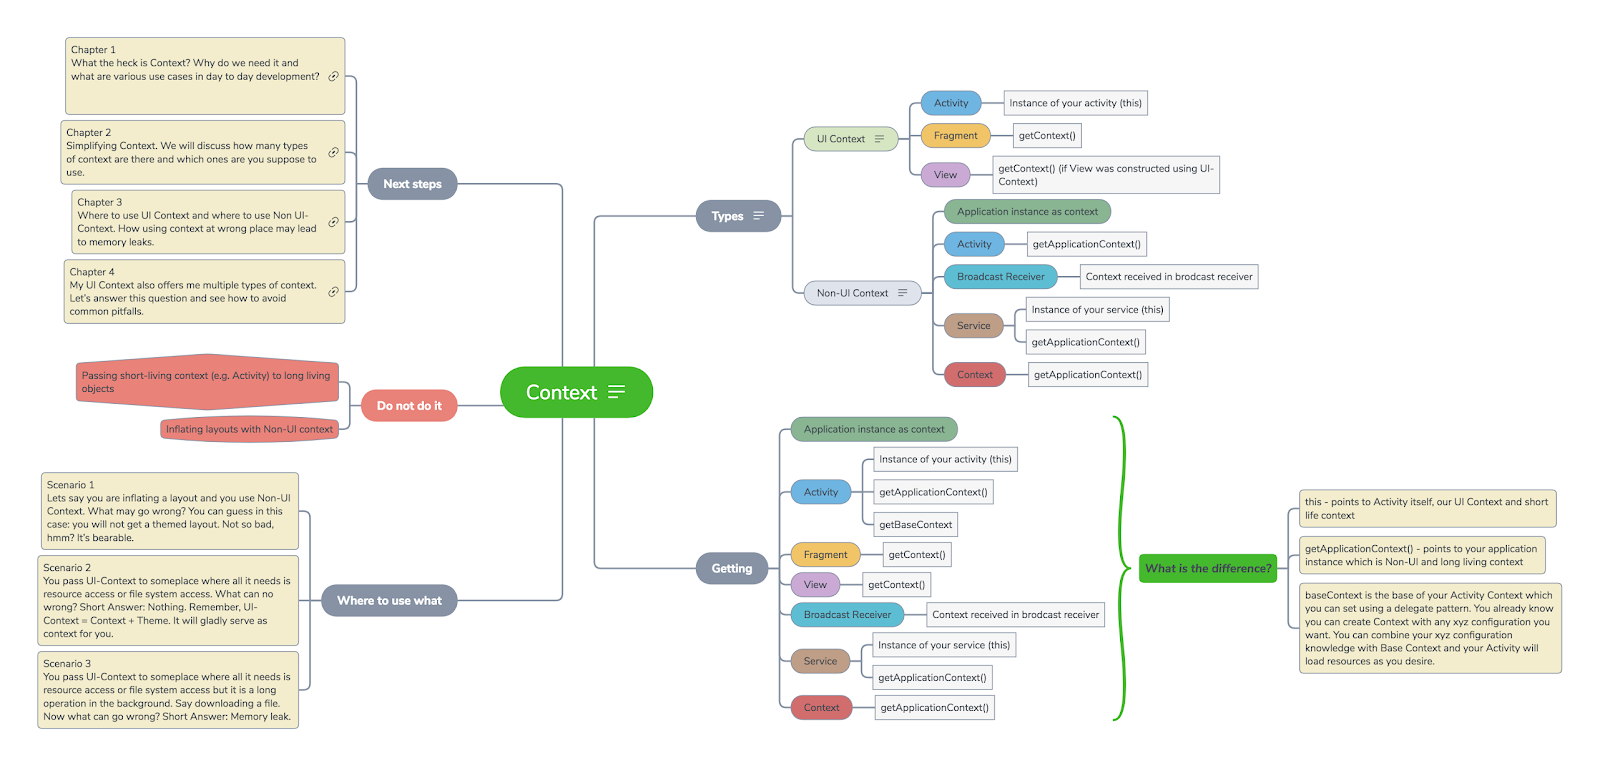 Chapter 1
What the heck is Context? Why do we need it and
what are various use cases in day to day development?
Chapter 2
Simplifying Context. We will discuss how many types
of context are there and which ones are you suppose to
use.
Chapter 3
Where to use UI Context and where to use Non UI-
Context. How using context at wrong place may lead
to memory leaks.
Chapter 4
My UI Context also offers me multiple types of context.
Let's answer this question and see how to avoid
common pitfalls.
Next steps
Passing short-living context (e.g. Activity) to long living
objects
Inflating layouts with Non-UI context
Do not do it
Scenario 1
Lets say you are inflating a layout and you use Non-UI
Context. What may go wrong? You can guess in this
case: you will not get a themed layout. Not so bad,
hmm? It's bearable.
Scenario 2
You pass UI-Context to someplace where all it needs is
resource access or file system access. What can no
wrong? Short Answer: Nothing. Remember, UI-
Context = Context + Theme. It will gladly serve as
context for you.
Scenario 3
You pass UI-Context to someplace where all it needs is
resource access or file system access but it is a long
operation in the background. Say downloading a file.
Now what can go wrong? Short Answer: Memory leak.
Where to use what
Context
Types
UI Context
Activity
Instance of your activity (this)
Fragment
getContext()
View
getContext() (if View was constructed using UI-
Context)
Non-UI Context
Application instance as context
Activity
getApplicationContext()
Broadcast Receiver
Context received in brodcast receiver
Service
Instance of your service (this)
getApplicationContext()
Context
getApplicationContext()
Getting
Application instance as context
Activity
Instance of your activity (this)
getApplicationContext()
getBaseContext
Fragment
getContext()
View
getContext()
Broadcast Receiver
Context received in brodcast receiver
Service
Instance of your service (this)
getApplicationContext()
Context
getApplicationContext()
What is the difference?
this - points to Activity itself, our UI Context and short
life context
getApplicationContext() - points to your application
instance which is Non-UI and long living context
baseContext is the base of your Activity Context which
you can set using a delegate pattern. You already know
you can create Context with any xyz configuration you
want. You can combine your xyz configuration
knowledge with Base Context and your Activity will
load resources as you desire.